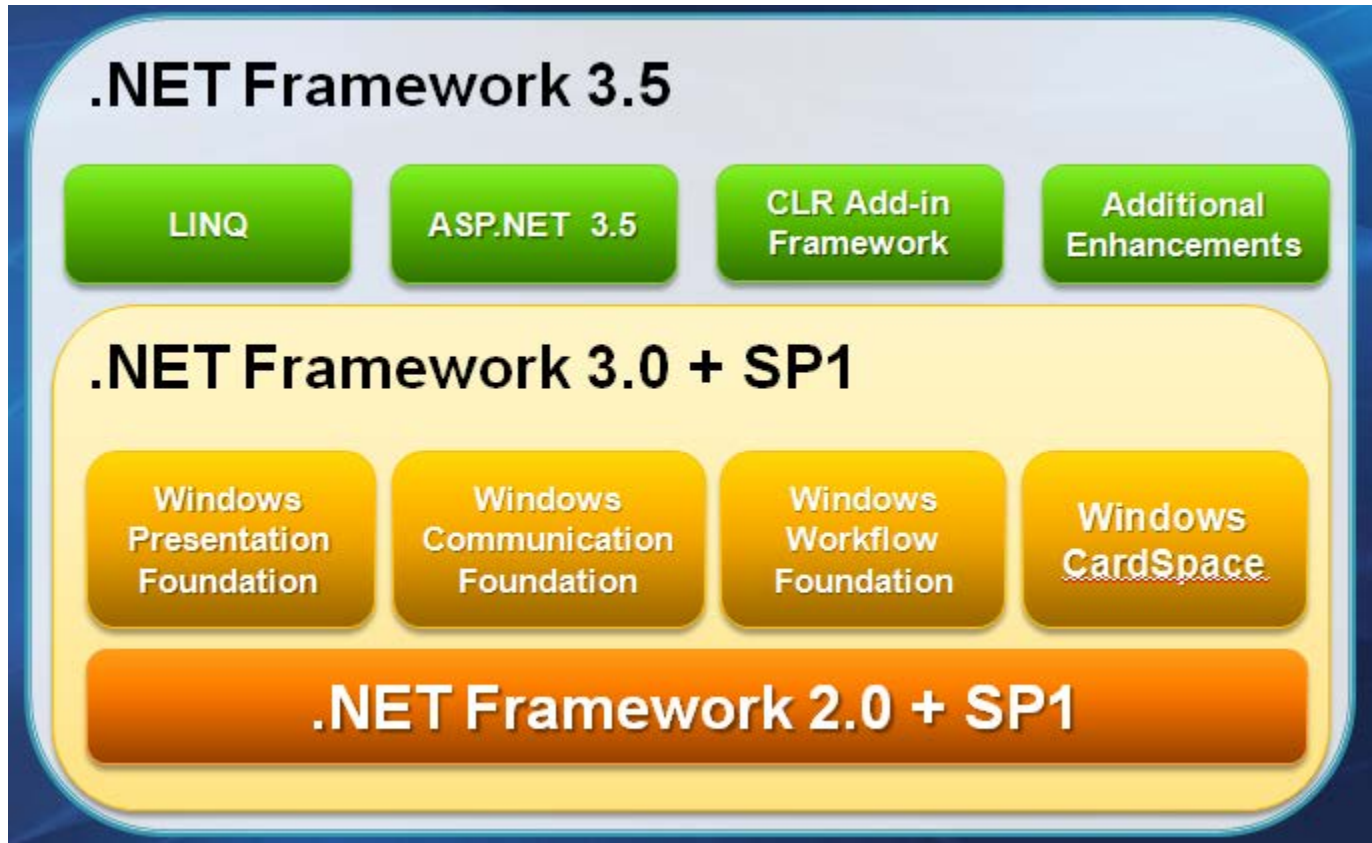 .NET Framework 3.5
LINQ
ASP.NET 3.5
CLR Add-in
Framework
Additional
Enhancements
.NET Framework 3.0 + SP1
Windows
Presentation
Foundation
Windows
Communication
Foundation
Windows
Workflow
Foundation
Windows
CardSpace
.NET Framework 2.0 + SP1